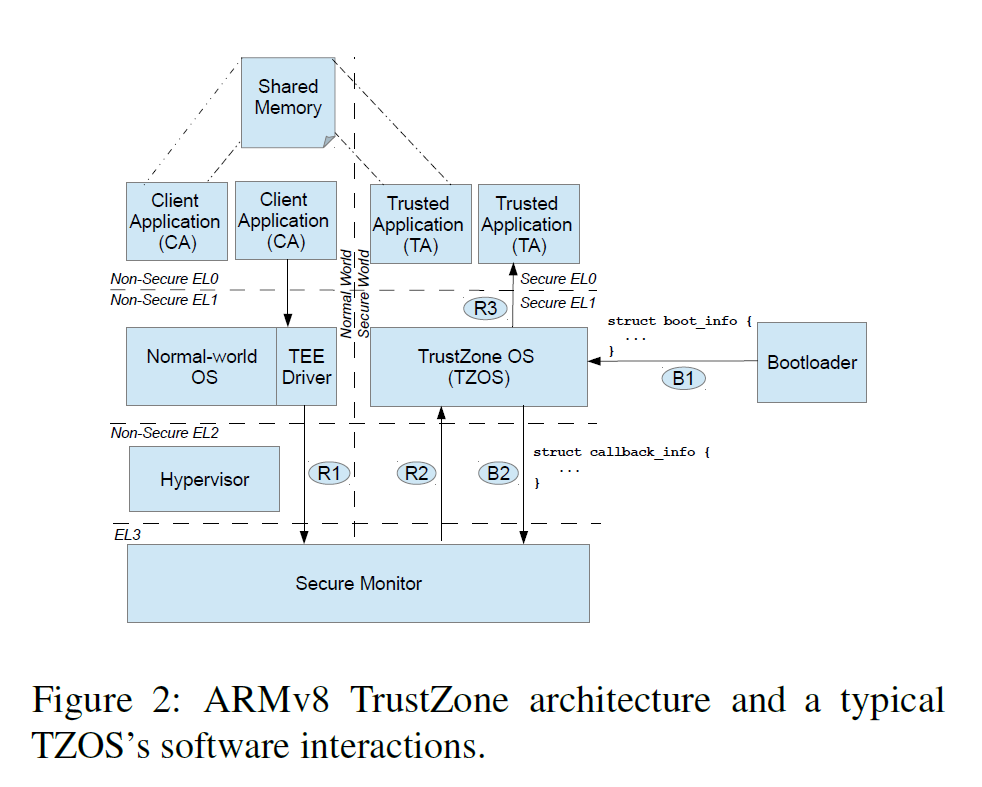 Shared
Memory
Client
Application
(CA)
Client
Application
(CA)
Trusted
Application
(TA)
Trusted
Application
(TA)
Normal World
Secure World
Non-Secure EL0
Secure EL0
Non-Secure EL1
Secure EL1
R3
Normal-world
OS
TEE
Driver
TrustZone OS
(TZOS)
struct boot_info {
...
}
B1
Bootloader
Non-Secure EL2
Hypervisor
R1
R2
B2
struct callback_info {
...
}
EL3
Secure Monitor
Figure 2: ARMv8 TrustZone architecture and a typical
TZOS's software interactions.